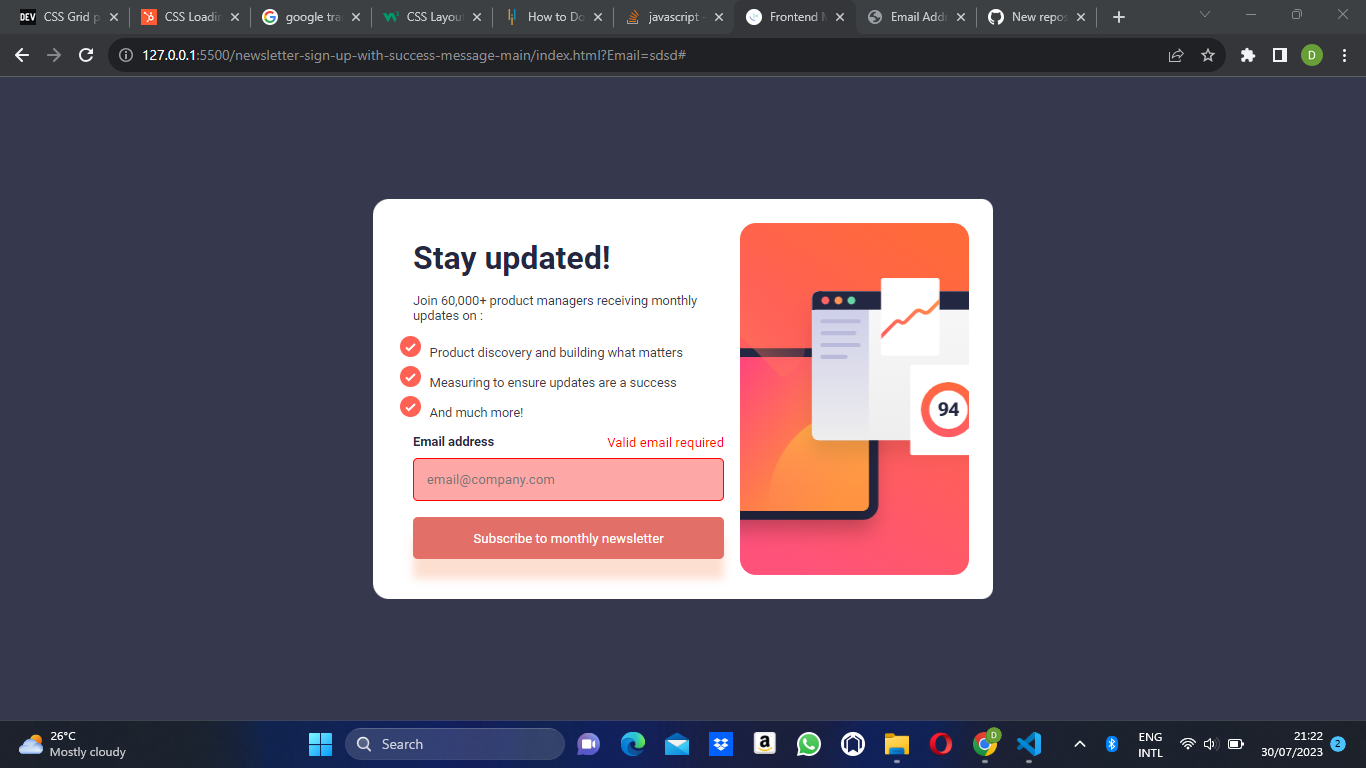 DEV CSS Grid p
CSS Loadin
google tra
CSS Layou
How to Do
javascript -
Frontend M
Email Addr
New repos
127.0.0.1:5500/newsletter-sign-up-with-success-message-main/index.html?Email=sdsd#
D
Stay updated!
Join 60,000+ product managers receiving monthly
updates on :
Product discovery and building what matters
Measuring to ensure updates are a success
And much more!
Email address
Valid email required
email@company.com
Subscribe to monthly newsletter
94
26°C
Mostly cloudy
Search
a
D
ENG
INTL
21:22
30/07/2023
2